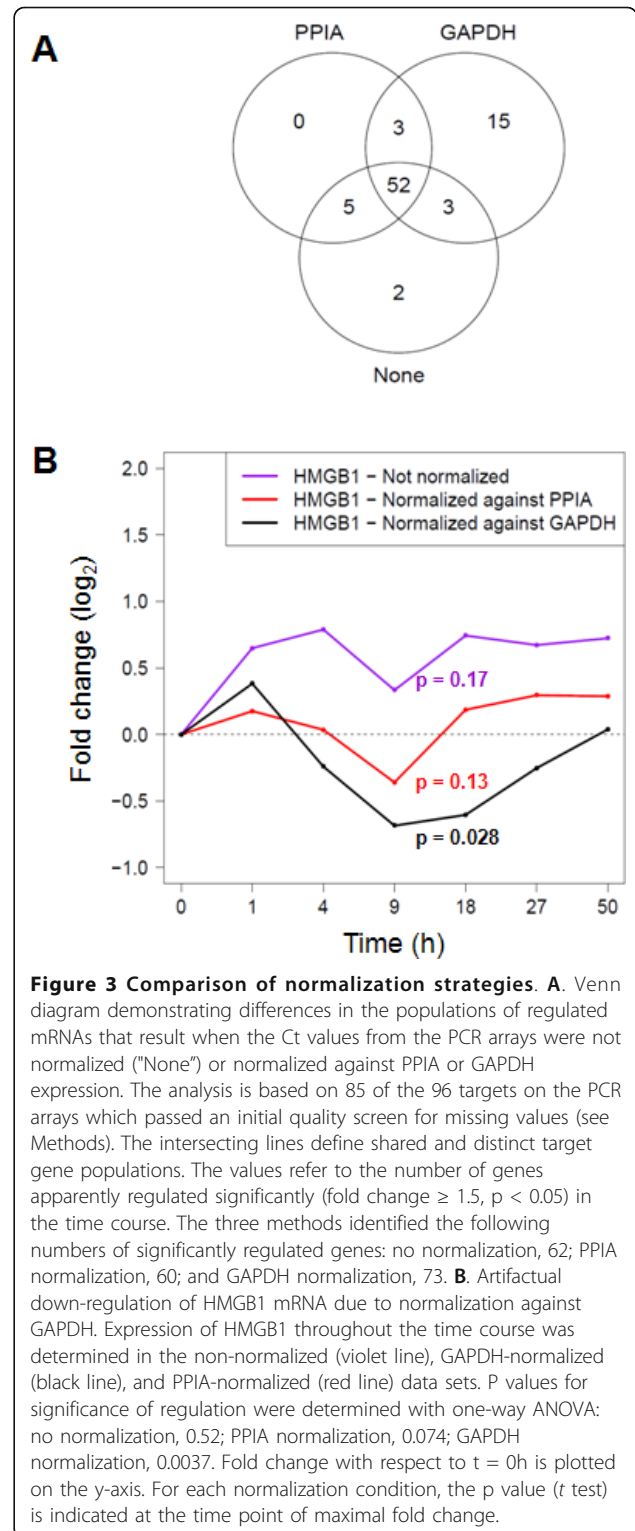 A
PPIA
GAPDH
0
3
15
52
5
3
2
None
B
HMGB1 − Not normalized
HMGB1 − Normalized against PPIA
HMGB1 − Normalized against GAPDH
2.0
1.5
1.0
0.5
0.0
−0.5
−1.0
Fold change (log2)
p = 0.17
p = 0.13
p = 0.028
0 1 4 9 18 27 50
Time (h)
Figure 3 Comparison of normalization strategies. A. Venn
diagram demonstrating differences in the populations of regulated
mRNAs that result when the Ct values from the PCR arrays were not
normalized ("None") or normalized against PPIA or GAPDH
expression. The analysis is based on 85 of the 96 targets on the PCR
arrays which passed an initial quality screen for missing values (see
Methods). The intersecting lines define shared and distinct target
gene populations. The values refer to the number of genes
apparently regulated significantly (fold change ≥ 1.5, p < 0.05) in
the time course. The three methods identified the following
numbers of significantly regulated genes: no normalization, 62; PPIA
normalization, 60; and GAPDH normalization, 73. B. Artifactual
down-regulation of HMGB1 mRNA due to normalization against
GAPDH. Expression of HMGB1 throughout the time course was
determined in the non-normalized (violet line), GAPDH-normalized
(black line), and PPIA-normalized (red line) data sets. P values for
significance of regulation were determined with one-way ANOVA:
no normalization, 0.52; PPIA normalization, 0.074; GAPDH
normalization, 0.0037. Fold change with respect to t = 0h is plotted
on the y-axis. For each normalization condition, the p value (t test)
is indicated at the time point of maximal fold change.